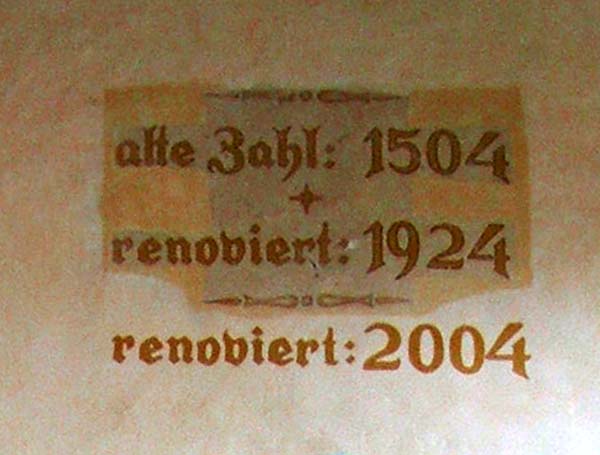 alte Zahl: 1504
renoviert: 1924
renoviert: 2004